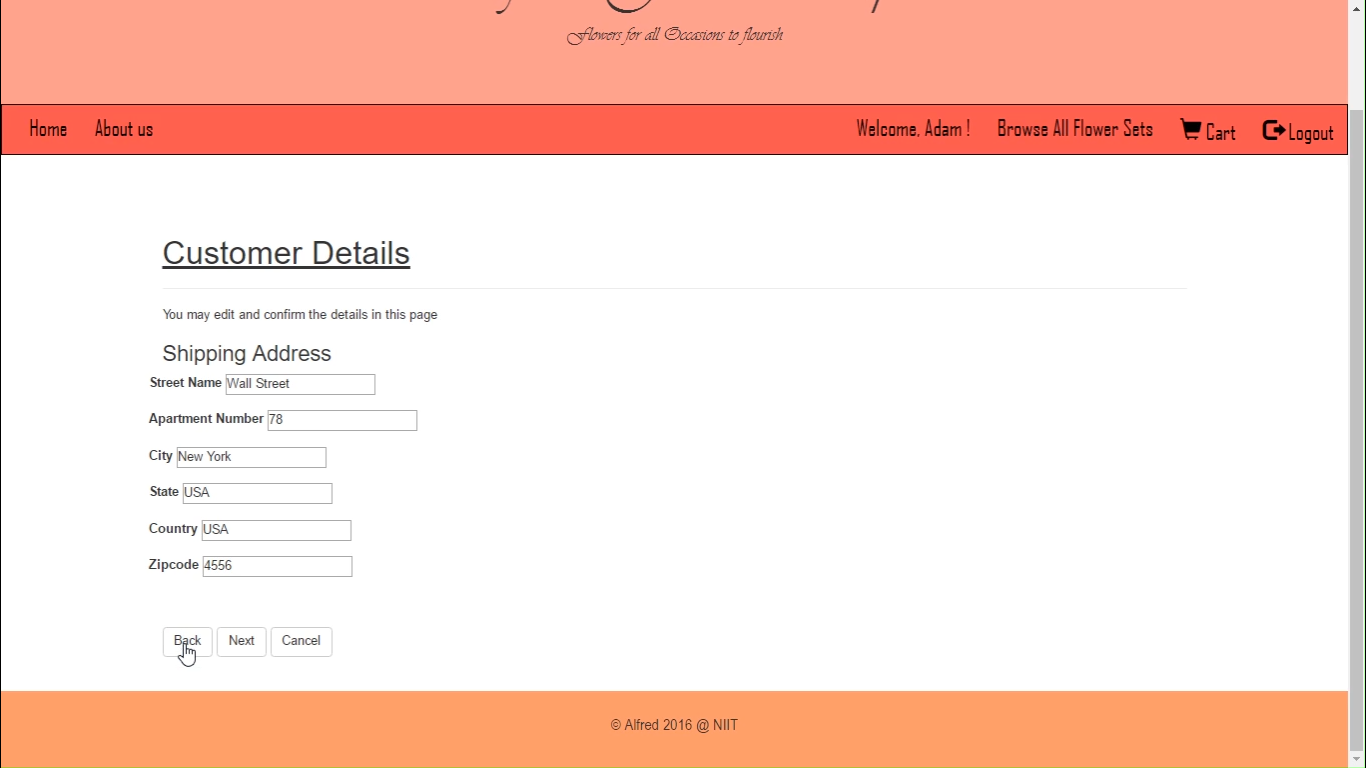 Flowers for all Occasions to flourish
Home About us Welcome, Adam ! Browse All Flower Sets Cart Logout
Customer Details
You may edit and confirm the details in this page
Shipping Address
Street Name Wall Street
Apartment Number 78
City New York
State USA
Country USA
Zipcode 4556
Back Next Cancel
© Alfred 2016 @ NIIT